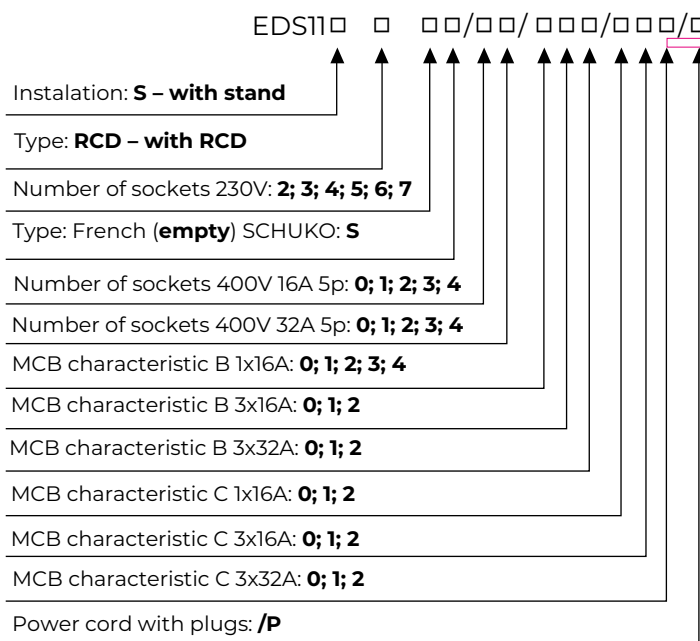 EDS11□ □ □□/□□/□□□/□□□/□
Instalation: S – with stand
Type: RCD – with RCD
Number of sockets 230V: 2; 3; 4; 5; 6; 7
Type: French (empty) SCHUKO: S
Number of sockets 400V 16A 5p: 0; 1; 2; 3; 4
Number of sockets 400V 32A 5p: 0; 1; 2; 3; 4
MCB characteristic B 1x16A: 0; 1; 2; 3; 4
MCB characteristic B 3x16A: 0; 1; 2
MCB characteristic B 3x32A: 0; 1; 2
MCB characteristic C 1x16A: 0; 1; 2
MCB characteristic C 3x16A: 0; 1; 2
MCB characteristic C 3x32A: 0; 1; 2
Power cord with plugs: /P